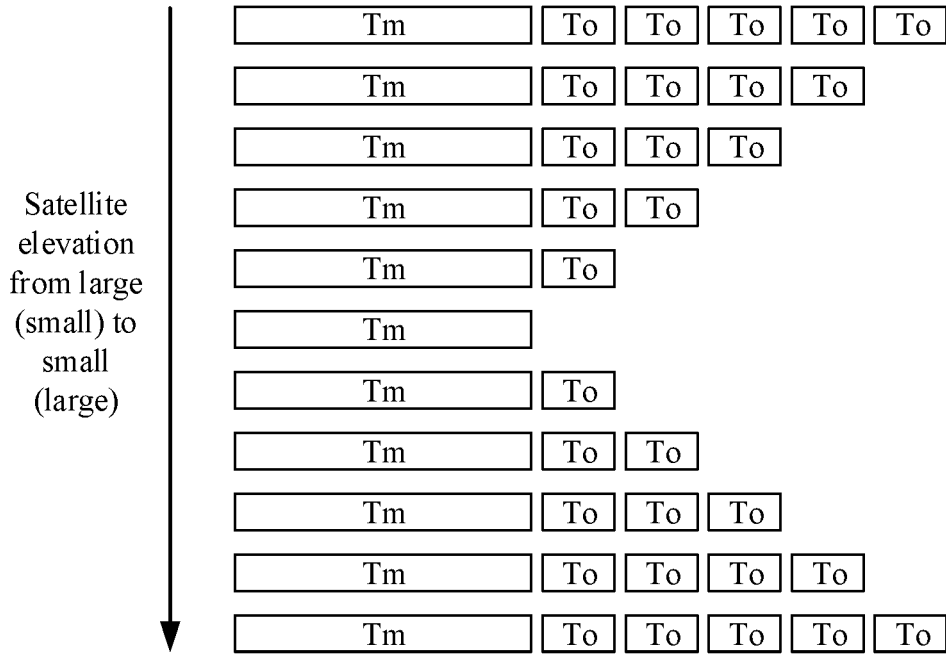 Tm To To To To To
Tm To To To To
Tm To To To
Tm To To
Tm To
Tm
Tm To
Tm To To
Tm To To To
Tm To To To To
Tm To To To To To
Satellite
elevation
from large
(small) to
small
(large)